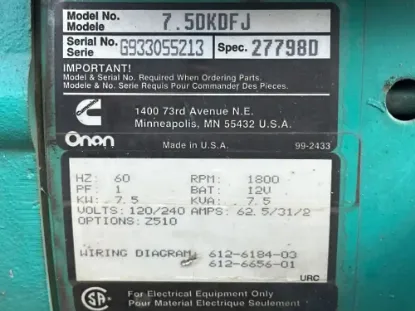 Model No. 7.5DKDFJ
Modele
Serial No. G933055213 Spec. 27798D
Serie
IMPORTANT!
Model & Serial No. Required When Ordering Parts.
Modele & No. Serie Requis Pour Commander Des Pieces.
Onan
1400 73rd Avenue N.E.
Minneapolis, MN 55432 U.S.A.
Made in U.S.A.
99-2433
HZ: 60 RPM: 1800
PF: 1 BAT: 12V
KW: 7.5 KVA: 7.5
VOLTS: 120/240 AMPS: 62.5/31/2
OPTIONS: Z510
WIRING DIAGRAM: 612-6184-03
612-6656-01
URC
SA
For Electrical Equipment Only
Pour Material Electrique Seulement